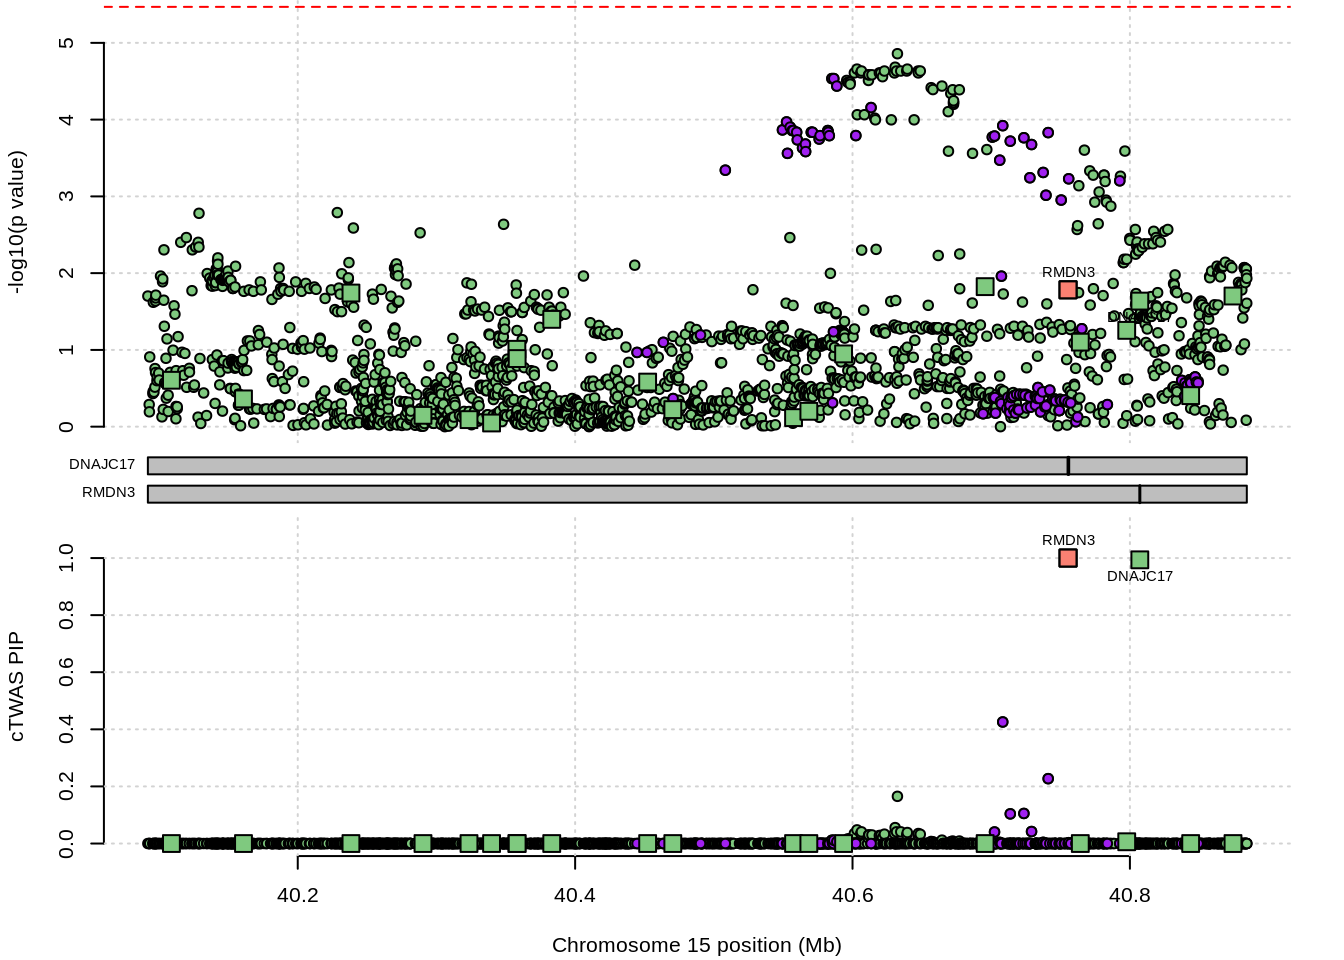 5
4
3
2
1
0
-log10(p value)
RMDN3
DNAJC17
DNAJC17
RMDN3
1.0
0.8
0.6
0.4
0.2
0.0
cTWAS PIP
RMDN3
DNAJC17
40.2
40.4
40.6
40.8
Chromosome 15 position (Mb)